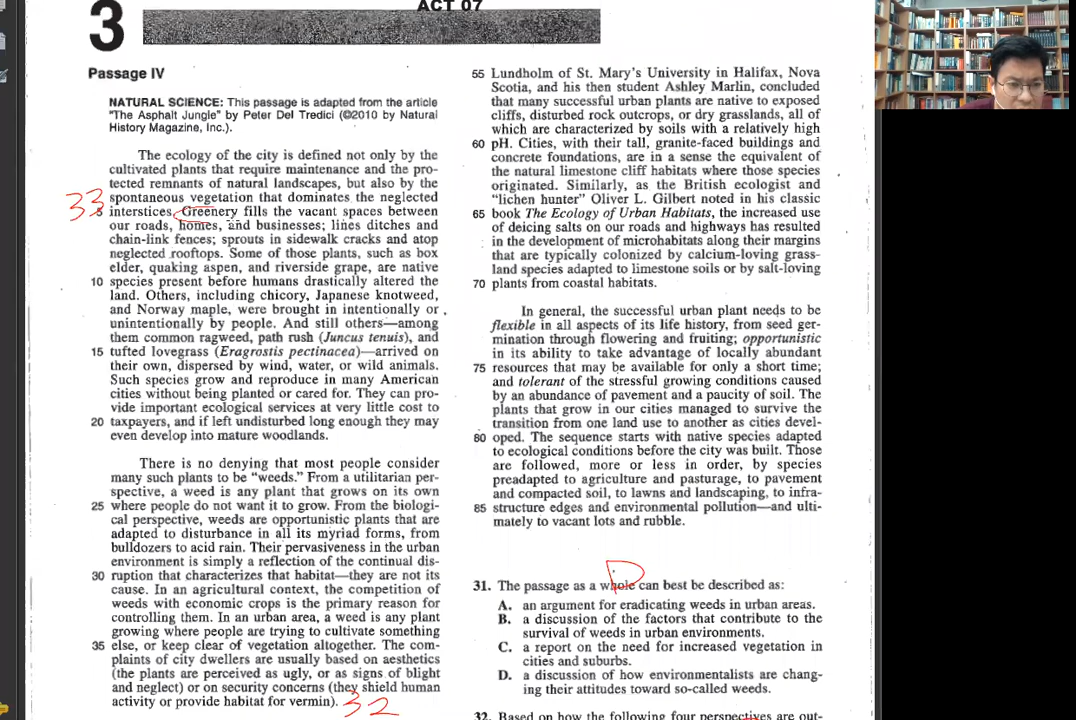 ACT 07
3
Passage IV
NATURAL SCIENCE: This passage is adapted from the article
"The Asphalt Jungle" by Peter Del Tredici (©2010 by Natural
History Magazine, Inc.).
The ecology of the city is defined not only by the
cultivated plants that require maintenance and the pro-
tected remnants of natural landscapes, but also by the
spontaneous vegetation that dominates the neglected
33
5 interstices. Greenery fills the vacant spaces between
our roads, homes, and businesses; lines ditches and
chain-link fences; sprouts in sidewalk cracks and atop
neglected rooftops. Some of those plants, such as box
elder, quaking aspen, and riverside grape, are native
10 species present before humans drastically altered the
land. Others, including chicory, Japanese knotweed,
and Norway maple, were brought in intentionally or
unintentionally by people. And still others—among
them common ragweed, path rush (Juncus tenuis), and
15 tufted lovegrass (Eragrostis pectinacea)—arrived on
their own, dispersed by wind, water, or wild animals.
Such species grow and reproduce in many American
cities without being planted or cared for. They can pro-
vide important ecological services at very little cost to
20 taxpayers, and if left undisturbed long enough they may
even develop into mature woodlands.
There is no denying that most people consider
many such plants to be “weeds.” From a utilitarian per-
spective, a weed is any plant that grows on its own
25 where people do not want it to grow. From the biologi-
cal perspective, weeds are opportunistic plants that are
adapted to disturbance in all its myriad forms, from
bulldozers to acid rain. Their pervasiveness in the urban
environment is simply a reflection of the continual dis-
30 ruption that characterizes that habitat—they are not its
cause. In an agricultural context, the competition of
weeds with economic crops is the primary reason for
controlling them. In an urban area, a weed is any plant
growing where people are trying to cultivate something
35 else, or keep clear of vegetation altogether. The com-
plaints of city dwellers are usually based on aesthetics
(the plants are perceived as ugly, or as signs of blight
and neglect) or on security concerns (they shield human
activity or provide habitat for vermin).
32
55 Lundholm of St. Mary’s University in Halifax, Nova
Scotia, and his then student Ashley Marlin, concluded
that many successful urban plants are native to exposed
cliffs, disturbed rock outcrops, or dry grasslands, all of
which are characterized by soils with a relatively high
60 pH. Cities, with their tall, granite-faced buildings and
concrete foundations, are in a sense the equivalent of
the natural limestone cliff habitats where those species
originated. Similarly, as the British ecologist and
“lichen hunter” Oliver L. Gilbert noted in his classic
65 book The Ecology of Urban Habitats, the increased use
of deicing salts on our roads and highways has resulted
in the development of microhabitats along their margins
that are typically colonized by calcium-loving grass-
land species adapted to limestone soils or by salt-loving
70 plants from coastal habitats.
In general, the successful urban plant needs to be
flexible in all aspects of its life history, from seed ger-
mination through flowering and fruiting; opportunistic
in its ability to take advantage of locally abundant
75 resources that may be available for only a short time;
and tolerant of the stressful growing conditions caused
by an abundance of pavement and a paucity of soil. The
plants that grow in our cities managed to survive the
transition from one land use to another as cities devel-
80 oped. The sequence starts with native species adapted
to ecological conditions before the city was built. Those
are followed, more or less in order, by species
preadapted to agriculture and pasturage, to pavement
and compacted soil, to lawns and landscaping, to infra-
85 structure edges and environmental pollution—and ulti-
mately to vacant lots and rubble.
D
31. The passage as a whole can best be described as:
A. an argument for eradicating weeds in urban areas.
B. a discussion of the factors that contribute to the
survival of weeds in urban environments.
C. a report on the need for increased vegetation in
cities and suburbs.
D. a discussion of how environmentalists are chang-
ing their attitudes toward so-called weeds.
32. Based on how the following four perspectives are out-